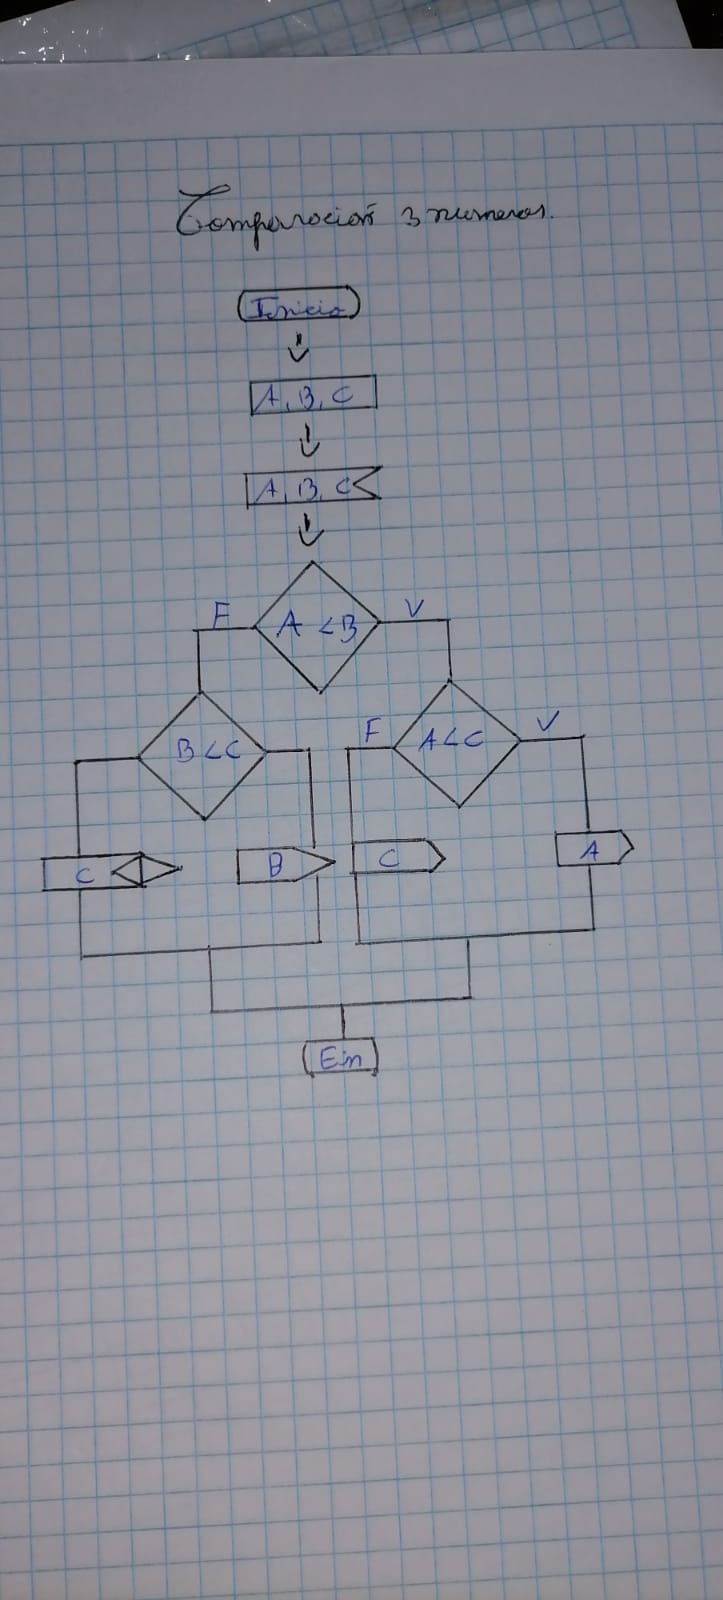 Comparación 3 numeros.
Inicio
A, B, C
A, B, C
F
A < B
V
B < C
F
A < C
V
C
B
C
A
Fin